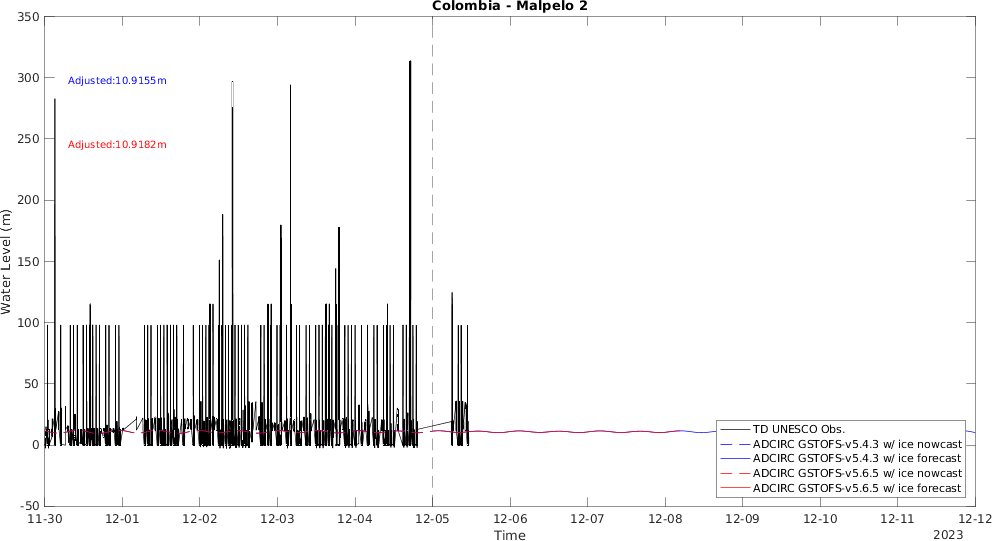 Colombia - Malpelo 2
350
300
250
200
150
100
50
0
-50
Water Level (m)
Adjusted:10.9155m
Adjusted:10.9182m
TD UNESCO Obs.
ADCIRC GSTOFS-v5.4.3 w/ ice nowcast
ADCIRC GSTOFS-v5.4.3 w/ ice forecast
ADCIRC GSTOFS-v5.6.5 w/ ice nowcast
ADCIRC GSTOFS-v5.6.5 w/ ice forecast
11-30 12-01 12-02 12-03 12-04 12-05 12-06 12-07 12-08 12-09 12-10 12-11 12-12
Time
2023